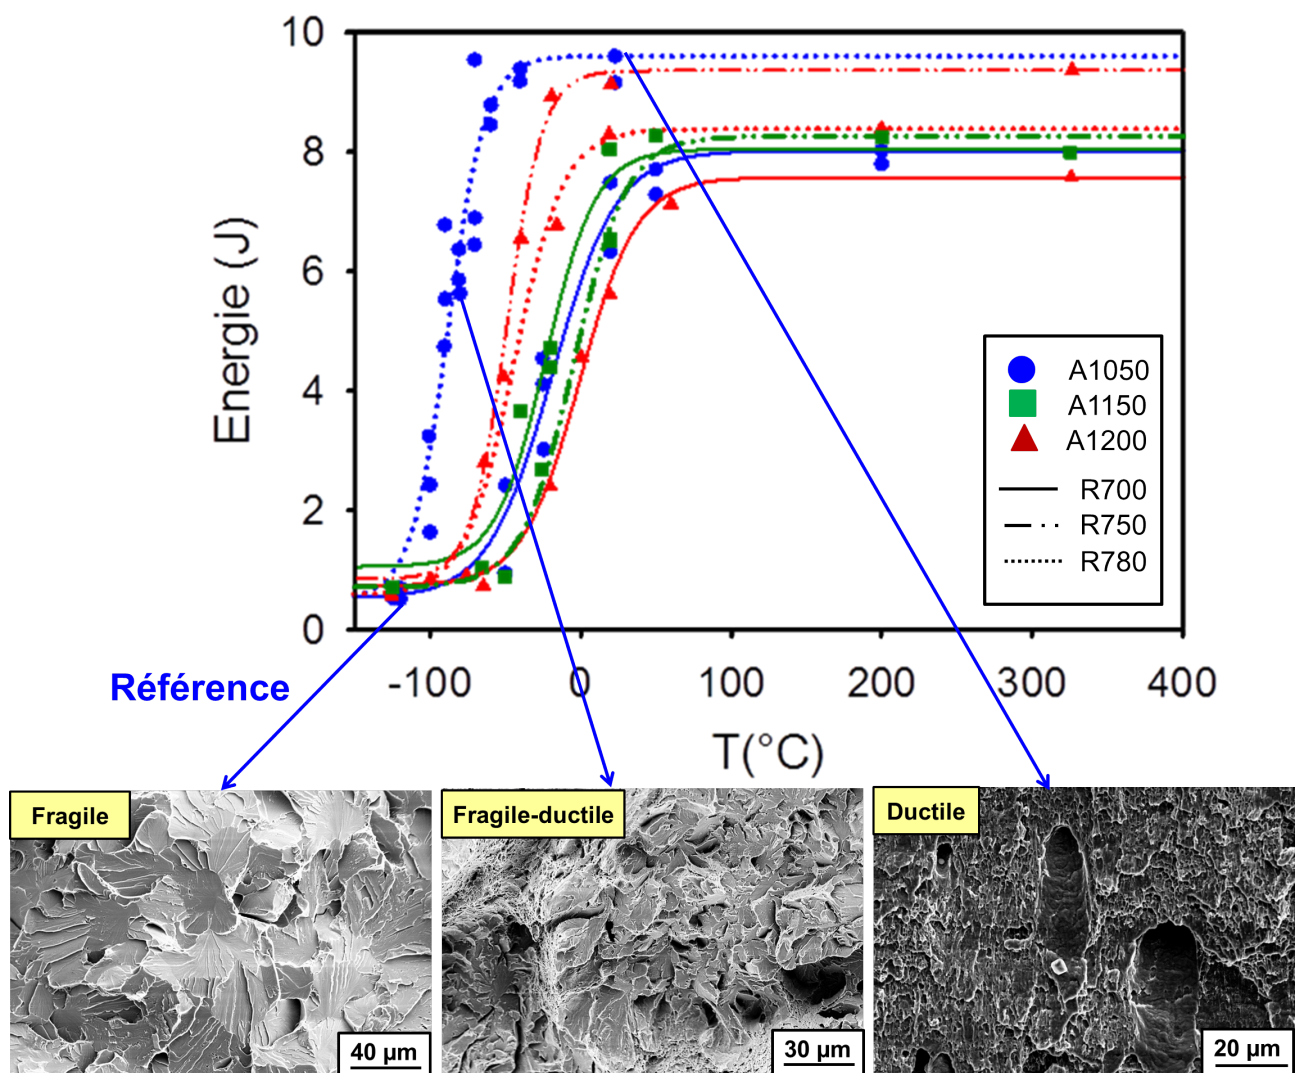 10
8
6
4
2
0
Energie (J)
A1050
A1150
A1200
R700
R750
R780
-100 0 100 200 300 400
T(°C)
Référence
Fragile
Fragile-ductile
Ductile
40 µm
30 µm
20 µm